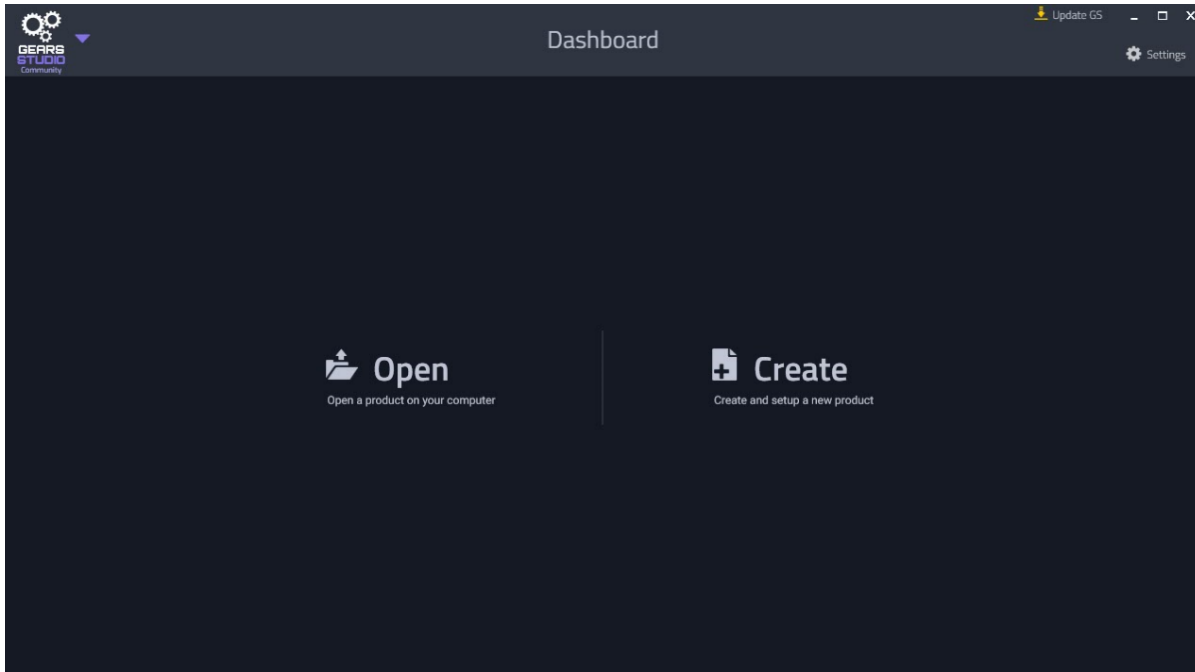 Update GS
GEARS
STUDIO
Community
Dashboard
Settings
Open
Open a product on your computer
Create
Create and setup a new product